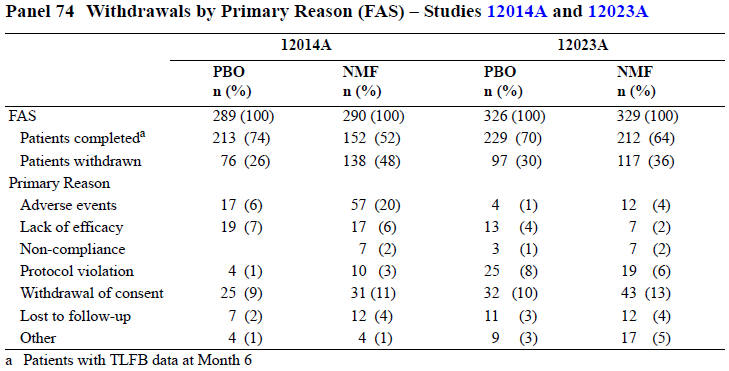 Panel 74 Withdrawals by Primary Reason (FAS) – Studies 12014A and 12023A
12014A 12023A
PBO NMF PBO NMF
n (%) n (%) n (%) n (%)
FAS 289 (100) 290 (100) 326 (100) 329 (100)
Patients completedᵃ 213 (74) 152 (52) 229 (70) 212 (64)
Patients withdrawn 76 (26) 138 (48) 97 (30) 117 (36)
Primary Reason
Adverse events 17 (6) 57 (20) 4 (1) 12 (4)
Lack of efficacy 19 (7) 17 (6) 13 (4) 7 (2)
Non-compliance 7 (2) 3 (1) 7 (2)
Protocol violation 4 (1) 10 (3) 25 (8) 19 (6)
Withdrawal of consent 25 (9) 31 (11) 32 (10) 43 (13)
Lost to follow-up 7 (2) 12 (4) 11 (3) 12 (4)
Other 4 (1) 4 (1) 9 (3) 17 (5)
a Patients with TLFB data at Month 6